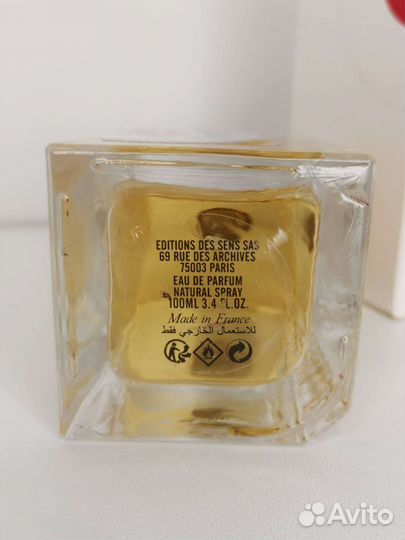 EDITIONS DES SENS SAS
69 RUE DES ARCHIVES
75003 PARIS
EAU DE PARFUM
NATURAL SPRAY
100ML 3.4 FL.OZ.
Made in France
للاستعمال الخارجي فقط
Avito